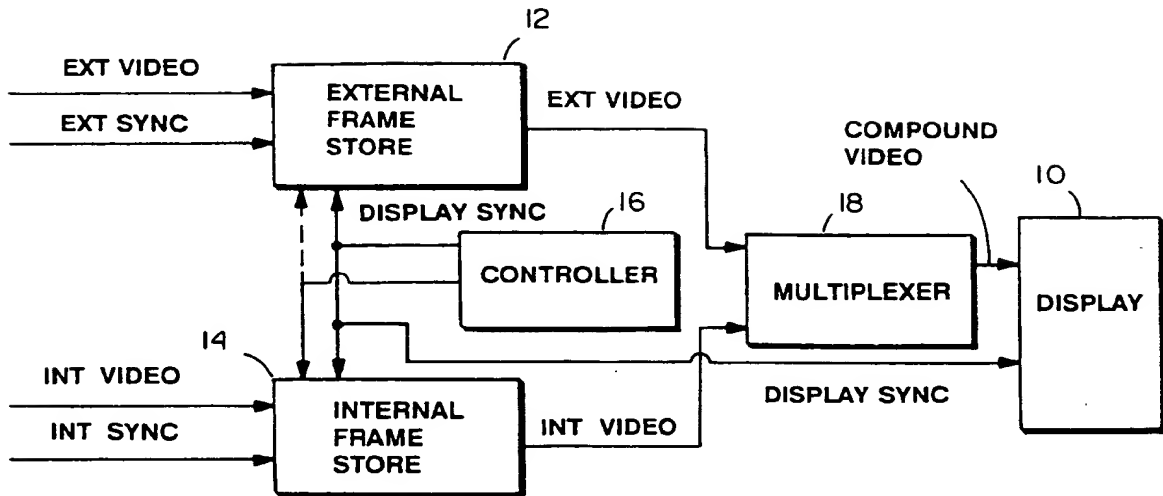 12
EXT VIDEO
EXT SYNC
EXTERNAL
FRAME
STORE
EXT VIDEO
COMPOUND
VIDEO
10
DISPLAY SYNC
16
CONTROLLER
18
MULTIPLEXER
DISPLAY
14
INT VIDEO
INT SYNC
INTERNAL
FRAME
STORE
INT VIDEO
DISPLAY SYNC